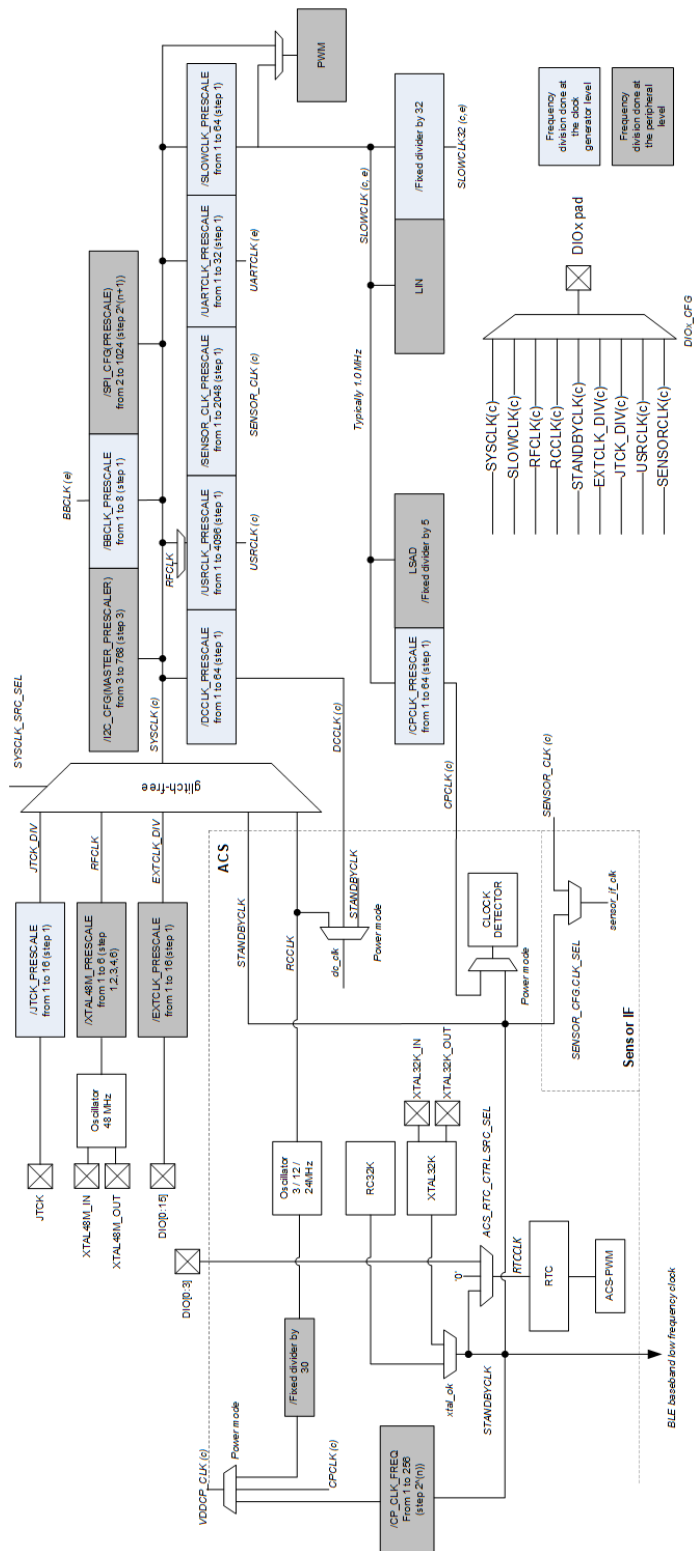 SYSCLK_SRC_SEL
JTCK
/JTCK_PRESCALE
from 1 to 16 (step 1)
JTCK_DIV
XTAL48M_IN
XTAL48M_OUT
Oscillator
48 MHz
/XTAL48M_PRESCALE
from 1 to 6 (step
1,2,3,4,6)
RFCLK
DIO[0:15]
/EXTCLK_PRESCALE
from 1 to 16(step 1)
EXTCLK_DIV
glitch-free
SYSCLK (c)
/I2C_CFG(MASTER_PRESCALER)
from 3 to 768 (step 3)
/BBCLK_PRESCALE
from 1 to 8 (step 1)
BBCLK (e)
/SPI_CFG(PRESCALE)
from 2 to 1024 (step 2^(n+1))
RFCLK
/DCCLK_PRESCALE
from 1 to 64 (step 1)
/USRCLK_PRESCALE
from 1 to 4096 (step 1)
/SENSOR_CLK_PRESCALE
from 1 to 2048 (step 1)
/UARTCLK_PRESCALE
from 1 to 32 (step 1)
/SLOWCLK_PRESCALE
from 1 to 64 (step 1)
USRCLK (c)
SENSOR_CLK (c)
UARTCLK (e)
PWM
DIO[0:3]
ACS
STANDBYCLK
RCCLK
DCCLK (c)
STANDBYCLK
dc_clk
Power mode
VDDCP_CLK (c)
Power mode
/Fixed divider by
30
Oscillator
3 / 12 /
24MHz
CPCLK (c)
RC32K
XTAL32K
XTAL32K_IN
XTAL32K_OUT
CPCLK (c)
/CPCLK_PRESCALE
from 1 to 64 (step 1)
LSAD
/Fixed divider by 5
Typically 1.0 MHz
SLOWCLK (c, e)
LIN
/Fixed divider by 32
SLOWCLK32 (c,e)
xtal_ok
STANDBYCLK
'0'
ACS_RTC_CTRL.SRC_SEL
RTCCLK
RTC
ACS-PWM
Power mode
CLOCK
DETECTOR
/CP_CLK_FREQ
From 1 to 256
(step 2^(n))
SENSOR_CLK (c)
SENSOR_CFG.CLK_SEL
sensor_if_clk
Sensor IF
BLE baseband low frequency clock
SYSCLK(c)
SLOWCLK(c)
RFCLK(c)
RCCLK(c)
STANDBYCLK(c)
EXTCLK_DIV(c)
JTCK_DIV(c)
USRCLK(c)
SENSORCLK(c)
DIOx_CFG
DIOx pad
Frequency
division done at
the clock
generator level
Frequency
division done at
the peripheral
level